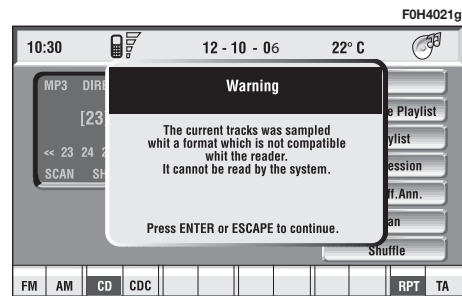 F0H4021g
10:30 12 - 10 - 06 22° C
MP3 DIRE
[23
<< 23 24 2
SCAN SH
Warning
The current tracks was sampled
whit a format which is not compatible
whit the reader.
It cannot be read by the system.
Press ENTER or ESCAPE to continue.
e Playlist
ylist
ession
ff.Ann.
an
Shuffle
FM AM CD CDC RPT TA